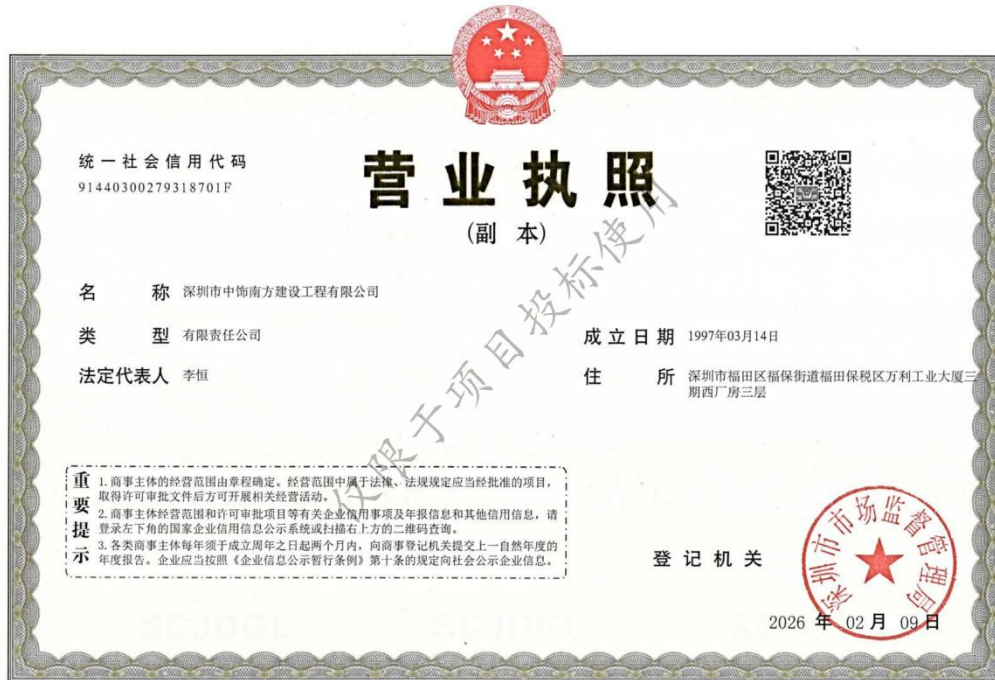 统一社会信用代码
91440300279318701F
营业执照
(副 本)
名 称 深圳市中饰南方建设工程有限公司
类 型 有限责任公司
成立日期 1997年03月14日
法定代表人 李恒
住 所 深圳市福田区福保街道福田保税区万利工业大厦三
期西厂房三层
仅限于项目投标使用
重要提示
1. 商事主体的经营范围由章程确定。经营范围中属于法律、法规规定应当经批准的项目,
取得许可审批文件后方可开展相关经营活动。
2. 商事主体经营范围和许可审批项目等有关企业信用事项及年报信息和其他信用信息,请
登录左下角的国家企业信用信息公示系统或扫描右上方的二维码查询。
3. 各类商事主体每年须于成立周年之日起两个月内,向商事登记机关提交上一自然年度的
年度报告。企业应当按照《企业信息公示暂行条例》第十条的规定向社会公示企业信息。
登记机关
深圳市市场监督管理局
2026 年 02 月 09 日